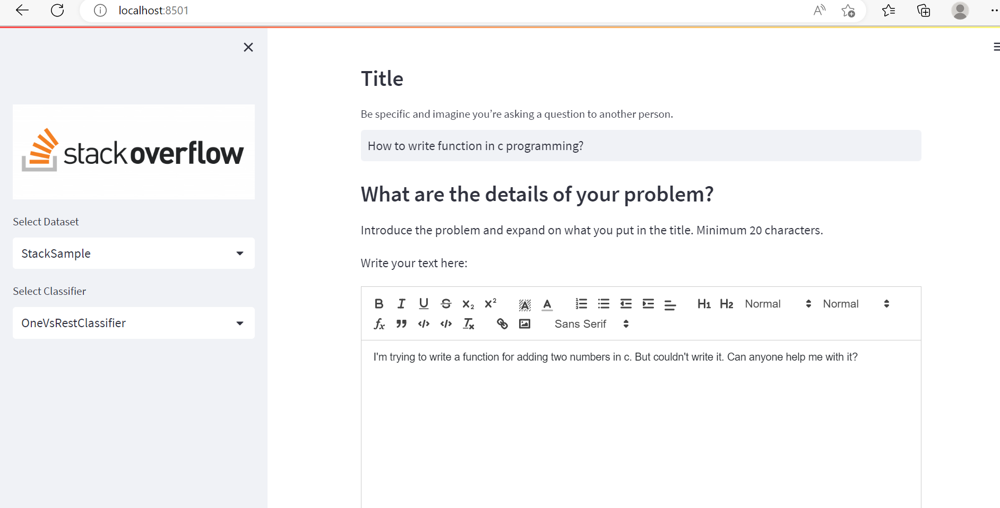 localhost:8501
stackoverflow
Select Dataset
StackSample
Select Classifier
OneVsRestClassifier
Title
Be specific and imagine you’re asking a question to another person.
How to write function in c programming?
What are the details of your problem?
Introduce the problem and expand on what you put in the title. Minimum 20 characters.
Write your text here:
B I U S X₂ X² A A H1 H2 Normal Normal
fx Tx Sans Serif
I'm trying to write a function for adding two numbers in c. But couldn't write it. Can anyone help me with it?